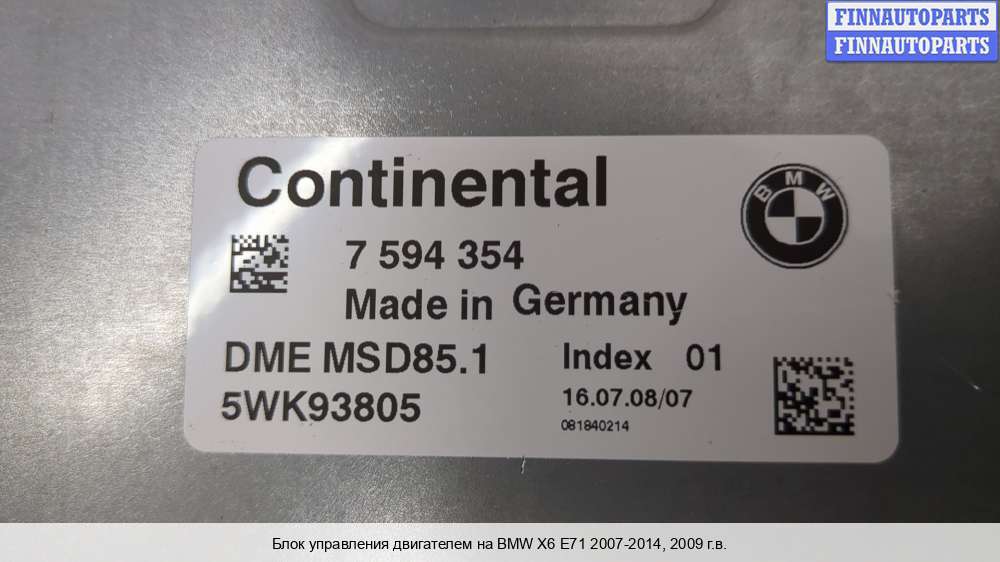 FINNAUTOPARTS
FINNAUTOPARTS
Continental
BMW
7 594 354
Made in Germany
DME MSD85.1 Index 01
5WK93805 16.07.08/07
081840214
Блок управления двигателем на BMW X6 E71 2007-2014, 2009 г.в.